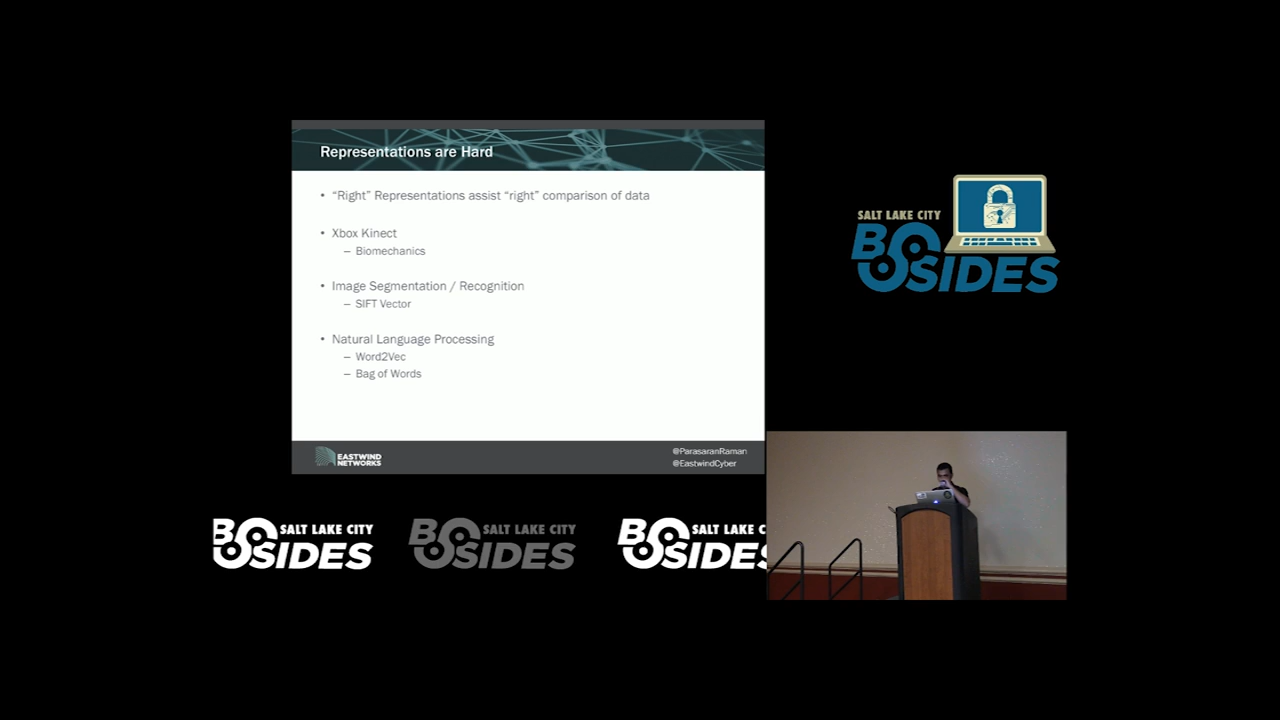 Representations are Hard
• "Right" Representations assist "right" comparison of data
• Xbox Kinect
– Biomechanics
• Image Segmentation / Recognition
– SIFT Vector
• Natural Language Processing
– Word2Vec
– Bag of Words
EASTWIND
NETWORKS
@ParasaranRaman
@EastwindCyber
SALT LAKE CITY
BSIDES
SALT LAKE CITY
BSIDES
SALT LAKE CITY
BSIDES
SALT LAKE C
BSIDES